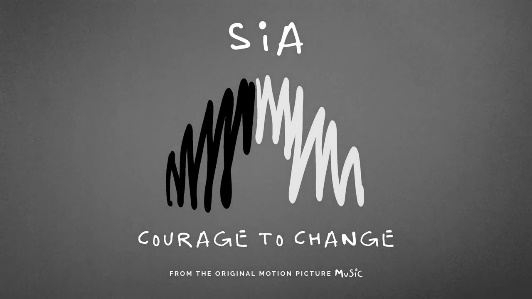 SiA
COURAGE TO CHANGE
FROM THE ORIGINAL MOTION PICTURE MUSiC